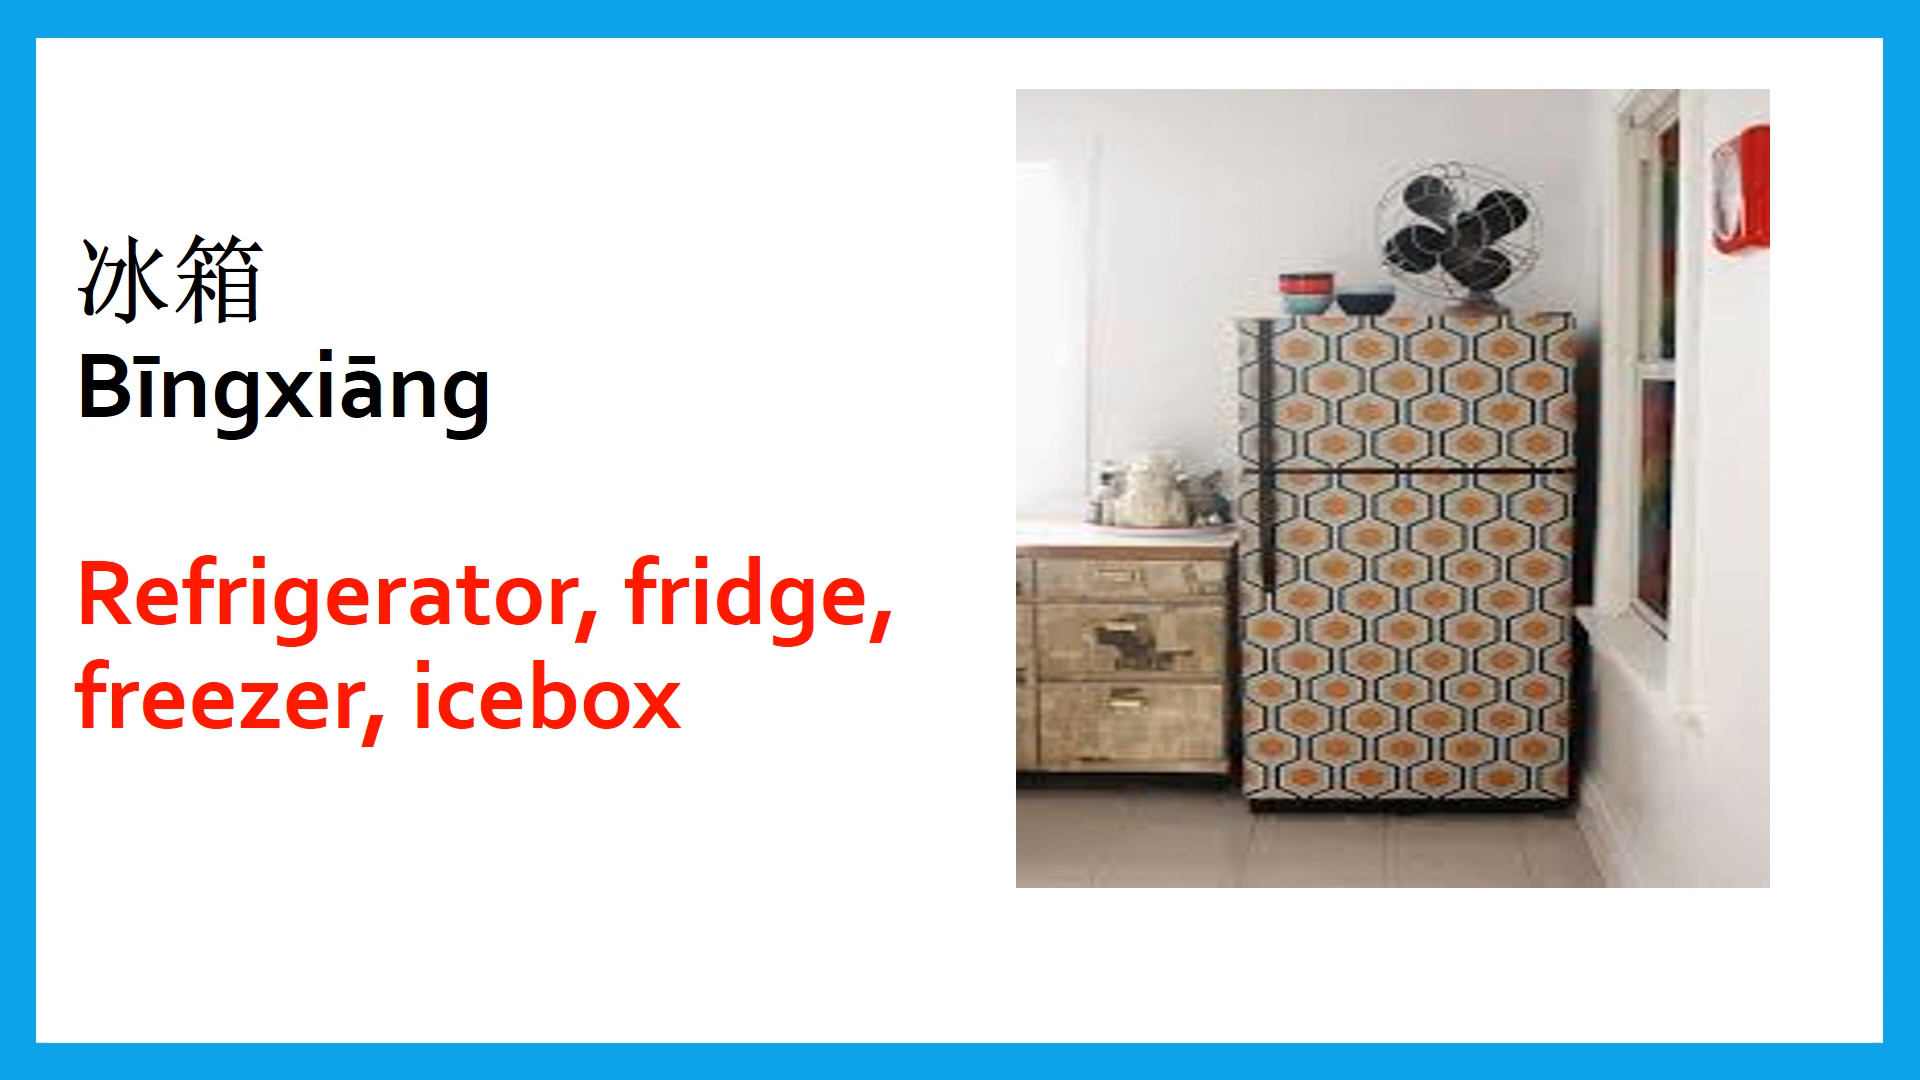 冰箱
Bīngxiāng
Refrigerator, fridge,
freezer, icebox